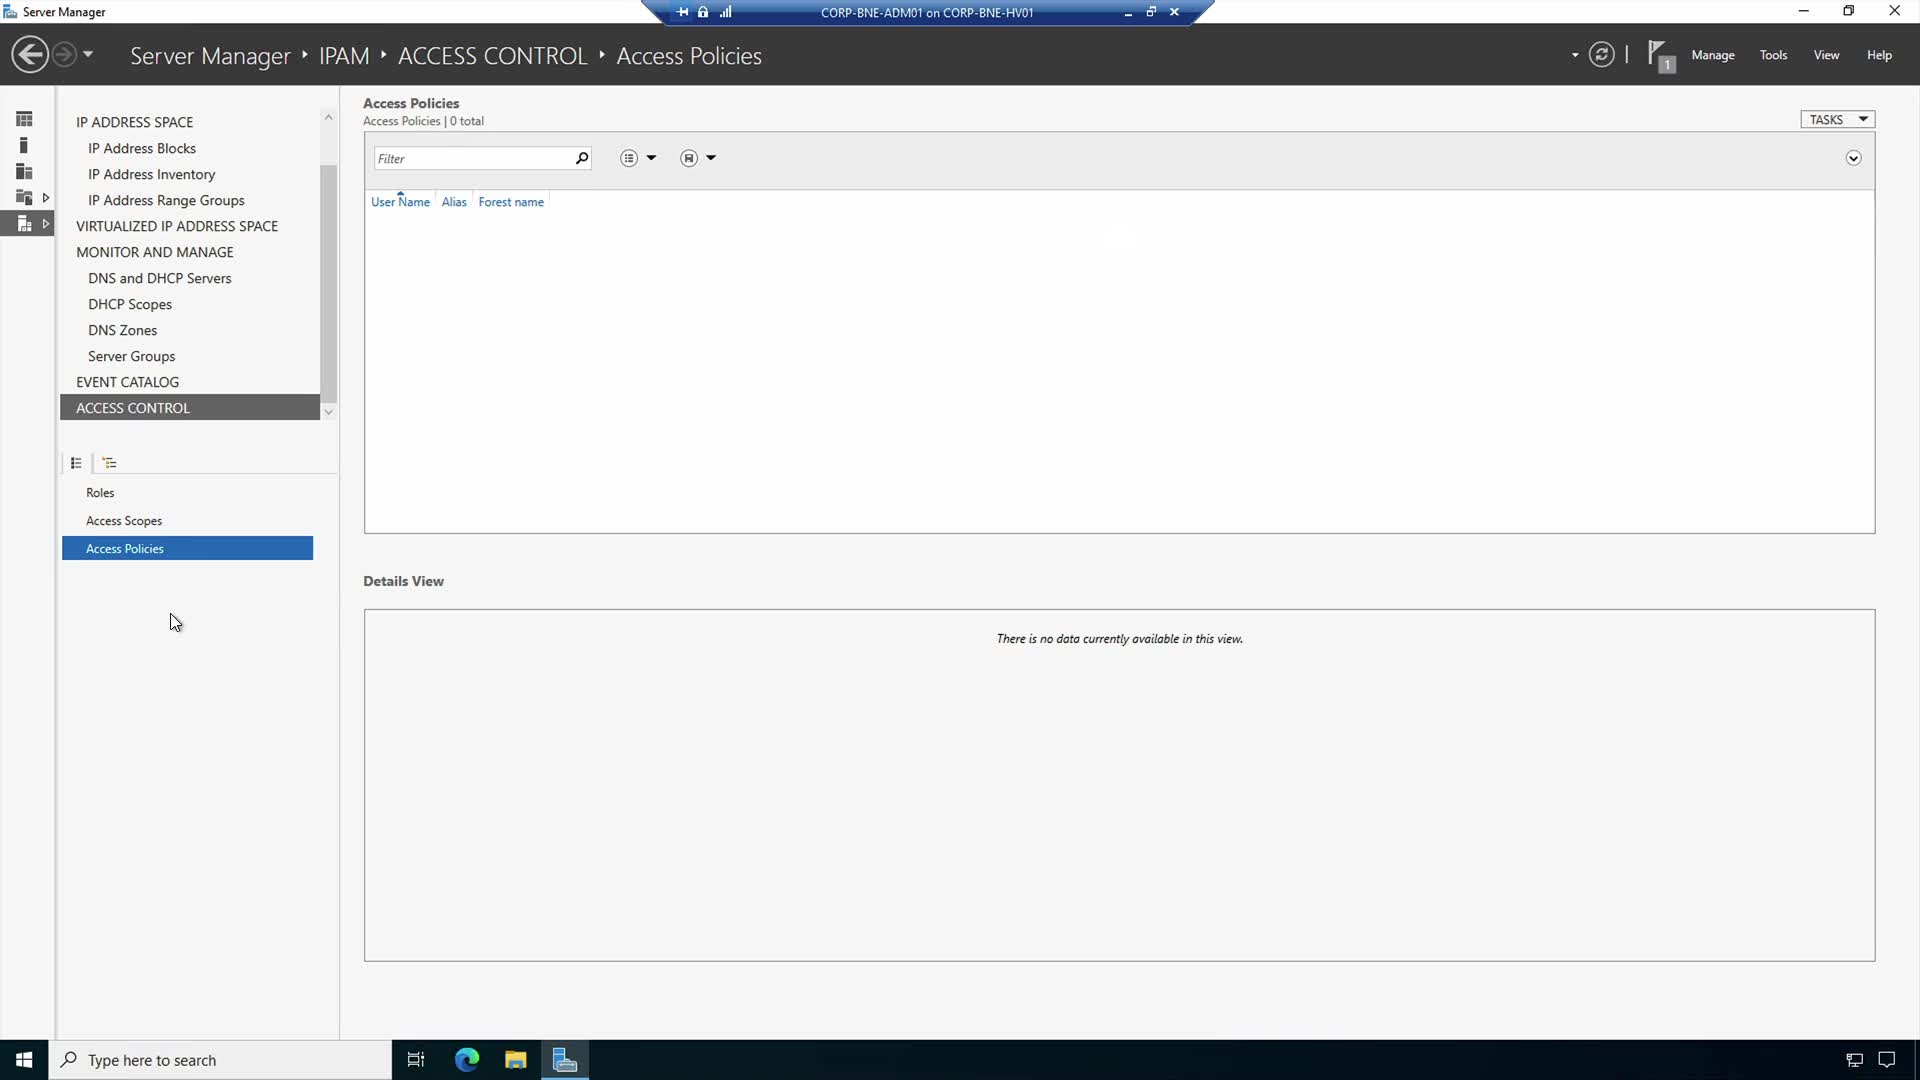 Server Manager
CORP-BNE-ADM01 on CORP-BNE-HV01
Server Manager IPAM ACCESS CONTROL Access Policies
1
Manage
Tools
View
Help
IP ADDRESS SPACE
IP Address Blocks
IP Address Inventory
IP Address Range Groups
VIRTUALIZED IP ADDRESS SPACE
MONITOR AND MANAGE
DNS and DHCP Servers
DHCP Scopes
DNS Zones
Server Groups
EVENT CATALOG
ACCESS CONTROL
Roles
Access Scopes
Access Policies
Access Policies
Access Policies | 0 total
TASKS
Filter
User Name
Alias
Forest name
Details View
There is no data currently available in this view.
Type here to search